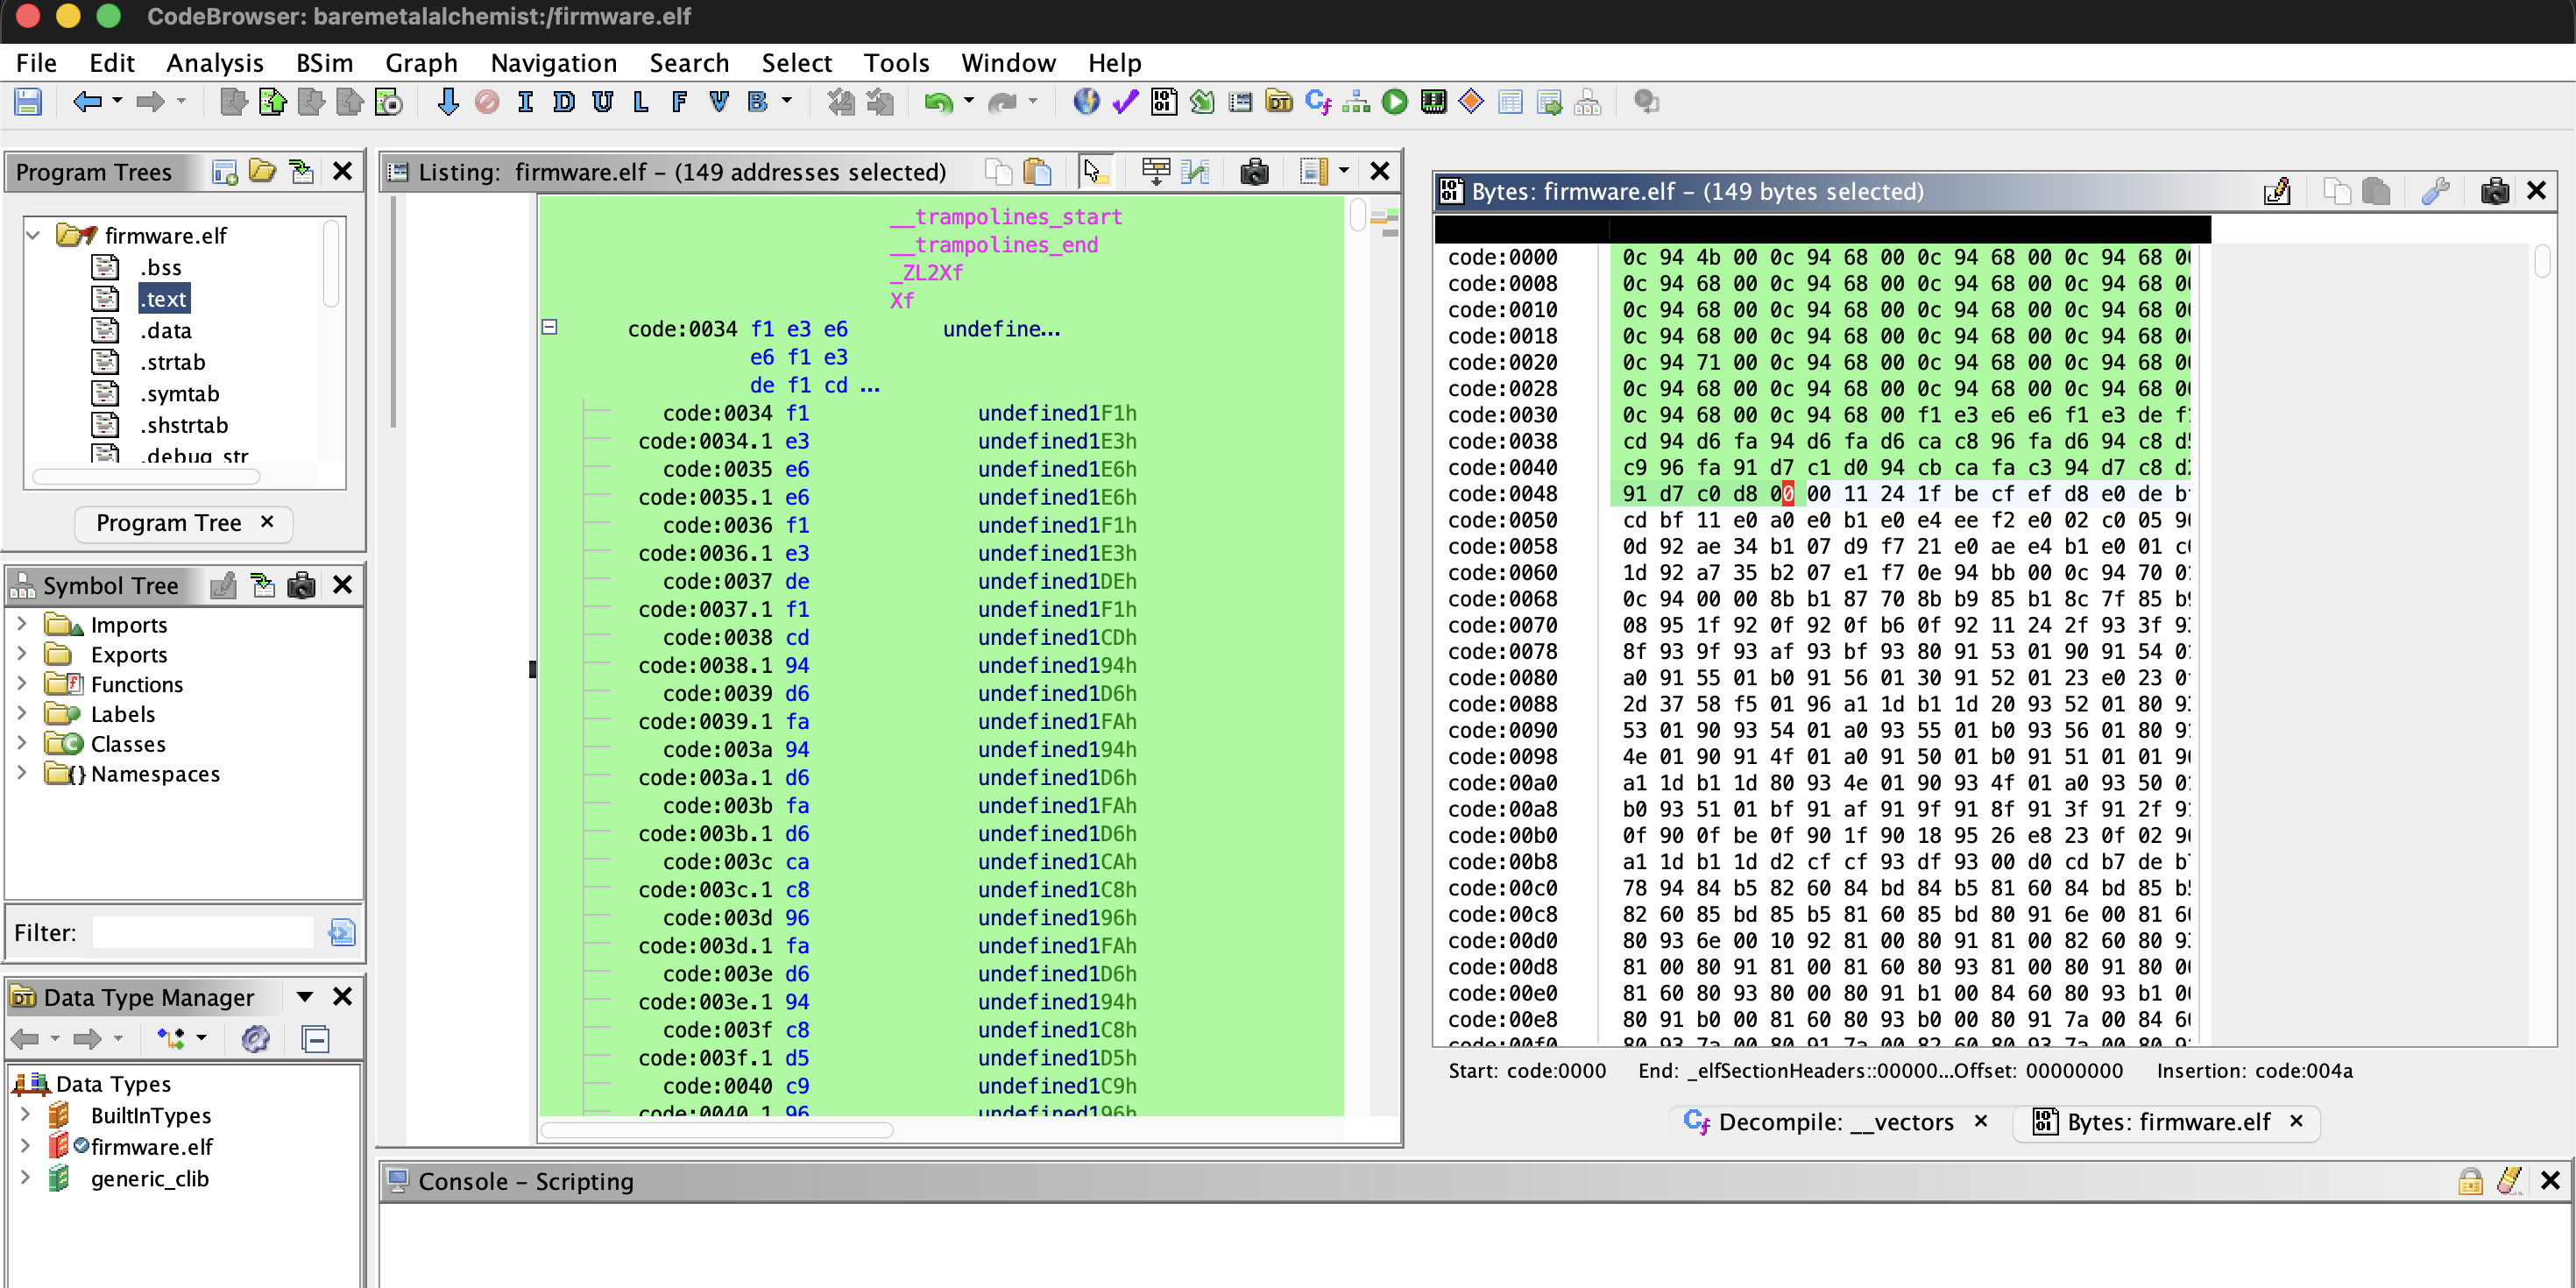 CodeBrowser: baremetalalchemist:/firmware.elf
File Edit Analysis BSim Graph Navigation Search Select Tools Window Help
I D U L F V B
Program Trees
firmware.elf
.bss
.text
.data
.strtab
.symtab
.shstrtab
.debug_str
Program Tree ×
Symbol Tree
Imports
Exports
Functions
Labels
Classes
Namespaces
Filter:
Data Type Manager
Data Types
BuiltInTypes
firmware.elf
generic_clib
Listing: firmware.elf – (149 addresses selected)
__trampolines_start
__trampolines_end
_ZL2Xf
Xf
code:0034 f1 e3 e6 undefine...
e6 f1 e3
de f1 cd ...
code:0034 f1 undefined1F1h
code:0034.1 e3 undefined1E3h
code:0035 e6 undefined1E6h
code:0035.1 e6 undefined1E6h
code:0036 f1 undefined1F1h
code:0036.1 e3 undefined1E3h
code:0037 de undefined1DEh
code:0037.1 f1 undefined1F1h
code:0038 cd undefined1CDh
code:0038.1 94 undefined194h
code:0039 d6 undefined1D6h
code:0039.1 fa undefined1FAh
code:003a 94 undefined194h
code:003a.1 d6 undefined1D6h
code:003b fa undefined1FAh
code:003b.1 d6 undefined1D6h
code:003c ca undefined1CAh
code:003c.1 c8 undefined1C8h
code:003d 96 undefined196h
code:003d.1 fa undefined1FAh
code:003e d6 undefined1D6h
code:003e.1 94 undefined194h
code:003f c8 undefined1C8h
code:003f.1 d5 undefined1D5h
code:0040 c9 undefined1C9h
code:0040.1 96 undefined196h
Bytes: firmware.elf – (149 bytes selected)
code:0000 0c 94 4b 00 0c 94 68 00 0c 94 68 00 0c 94 68
code:0008 0c 94 68 00 0c 94 68 00 0c 94 68 00 0c 94 68
code:0010 0c 94 68 00 0c 94 68 00 0c 94 68 00 0c 94 68
code:0018 0c 94 68 00 0c 94 68 00 0c 94 68 00 0c 94 68
code:0020 0c 94 71 00 0c 94 68 00 0c 94 68 00 0c 94 68
code:0028 0c 94 68 00 0c 94 68 00 0c 94 68 00 0c 94 68
code:0030 0c 94 68 00 0c 94 68 00 f1 e3 e6 e6 f1 e3 de
code:0038 cd 94 d6 fa 94 d6 fa d6 ca c8 96 fa d6 94 c8
code:0040 c9 96 fa 91 d7 c1 d0 94 cb ca fa c3 94 d7 c8
code:0048 91 d7 c0 d8 00 00 11 24 1f be cf ef d8 e0 de
code:0050 cd bf 11 e0 a0 e0 b1 e0 e4 ee f2 e0 02 c0 05
code:0058 0d 92 ae 34 b1 07 d9 f7 21 e0 ae e4 b1 e0 01
code:0060 1d 92 a7 35 b2 07 e1 f7 0e 94 bb 00 0c 94 70
code:0068 0c 94 00 00 8b b1 87 70 8b b9 85 b1 8c 7f 85
code:0070 08 95 1f 92 0f 92 0f b6 0f 92 11 24 2f 93 3f
code:0078 8f 93 9f 93 af 93 bf 93 80 91 53 01 90 91 54
code:0080 a0 91 55 01 b0 91 56 01 30 91 52 01 23 e0 23
code:0088 2d 37 58 f5 01 96 a1 1d b1 1d 20 93 52 01 80
code:0090 53 01 90 93 54 01 a0 93 55 01 b0 93 56 01 80
code:0098 4e 01 90 91 4f 01 a0 91 50 01 b0 91 51 01 01
code:00a0 a1 1d b1 1d 80 93 4e 01 90 93 4f 01 a0 93 50
code:00a8 b0 93 51 01 bf 91 af 91 9f 91 8f 91 3f 91 2f
code:00b0 0f 90 0f be 0f 90 1f 90 18 95 26 e8 23 0f 02
code:00b8 a1 1d b1 1d d2 cf cf 93 df 93 00 d0 cd b7 de
code:00c0 78 94 84 b5 82 60 84 bd 84 b5 81 60 84 bd 85
code:00c8 82 60 85 bd 85 b5 81 60 85 bd 80 91 6e 00 81
code:00d0 80 93 6e 00 10 92 81 00 80 91 81 00 82 60 80
code:00d8 81 00 80 91 81 00 81 60 80 93 81 00 80 91 80
code:00e0 81 60 80 93 80 00 80 91 b1 00 84 60 80 93 b1
code:00e8 80 91 b0 00 81 60 80 93 b0 00 80 91 7a 00 84
code:00f0 80 93 7a 00 80 91 7a 00 82 60 80 93 7a 00 80
Start: code:0000 End: _elfSectionHeaders::00000...Offset: 00000000 Insertion: code:004a
Decompile: __vectors × Bytes: firmware.elf ×
Console – Scripting